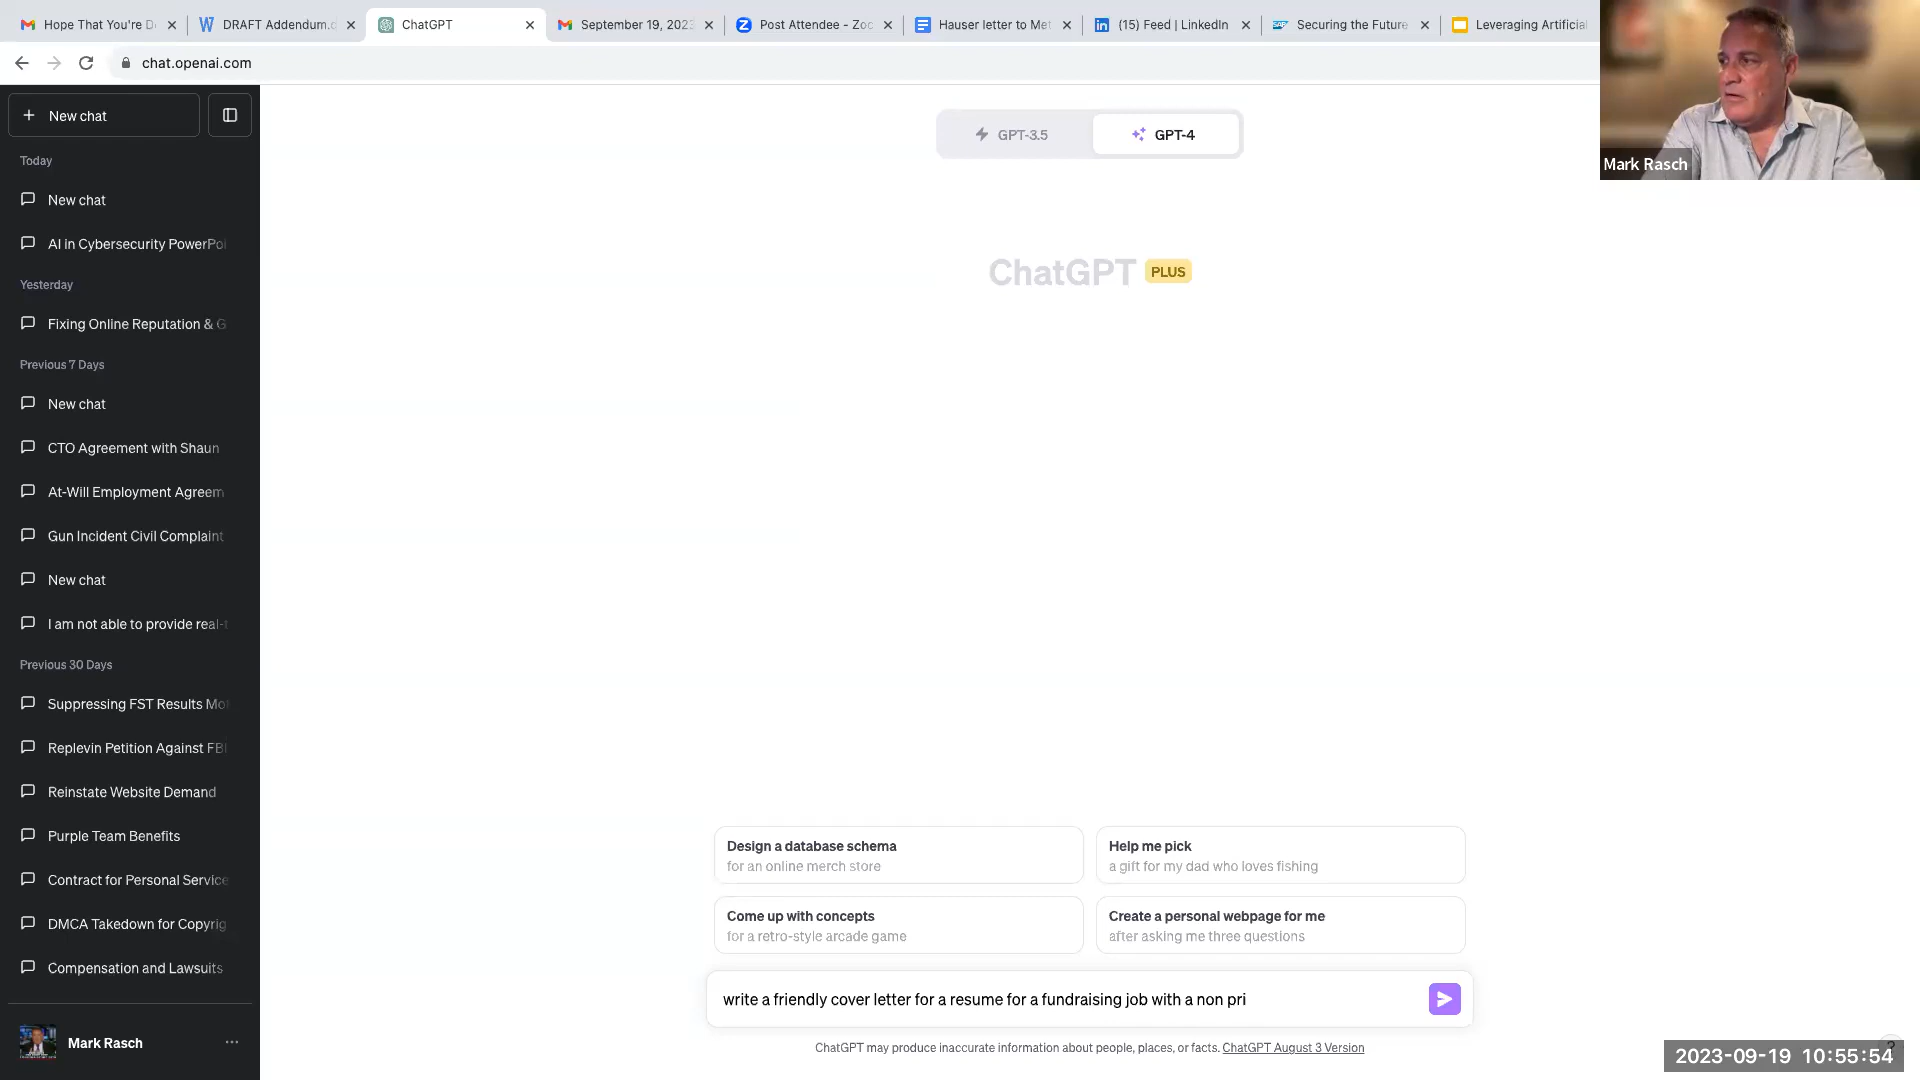 Hope That You're D
DRAFT Addendum.
ChatGPT
September 19, 2023
Post Attendee - Zoo
Hauser letter to Met
(15) Feed | LinkedIn
Securing the Future
Leveraging Artificial
chat.openai.com
New chat
Today
New chat
AI in Cybersecurity PowerPoi
Yesterday
Fixing Online Reputation & G
Previous 7 Days
New chat
CTO Agreement with Shaun
At-Will Employment Agreem
Gun Incident Civil Complaint
New chat
I am not able to provide real-t
Previous 30 Days
Suppressing FST Results Mot
Replevin Petition Against FBI
Reinstate Website Demand
Purple Team Benefits
Contract for Personal Service
DMCA Takedown for Copyrig
Compensation and Lawsuits
Mark Rasch
GPT-3.5
GPT-4
ChatGPT PLUS
Design a database schema
for an online merch store
Help me pick
a gift for my dad who loves fishing
Come up with concepts
for a retro-style arcade game
Create a personal webpage for me
after asking me three questions
write a friendly cover letter for a resume for a fundraising job with a non pri
ChatGPT may produce inaccurate information about people, places, or facts. ChatGPT August 3 Version
Mark Rasch
?
2023-09-19 10:55:54